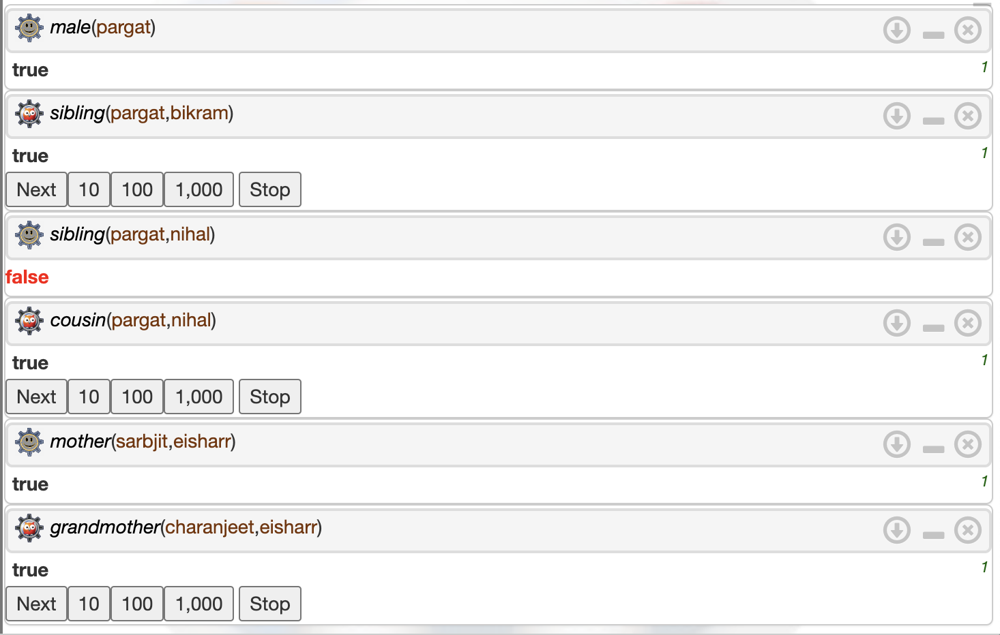 male(pargat)
true 1
sibling(pargat,bikram)
true 1
Next 10 100 1,000 Stop
sibling(pargat,nihal)
false
cousin(pargat,nihal)
true 1
Next 10 100 1,000 Stop
mother(sarbjit,eisharr)
true 1
grandmother(charanjeet,eisharr)
true 1
Next 10 100 1,000 Stop